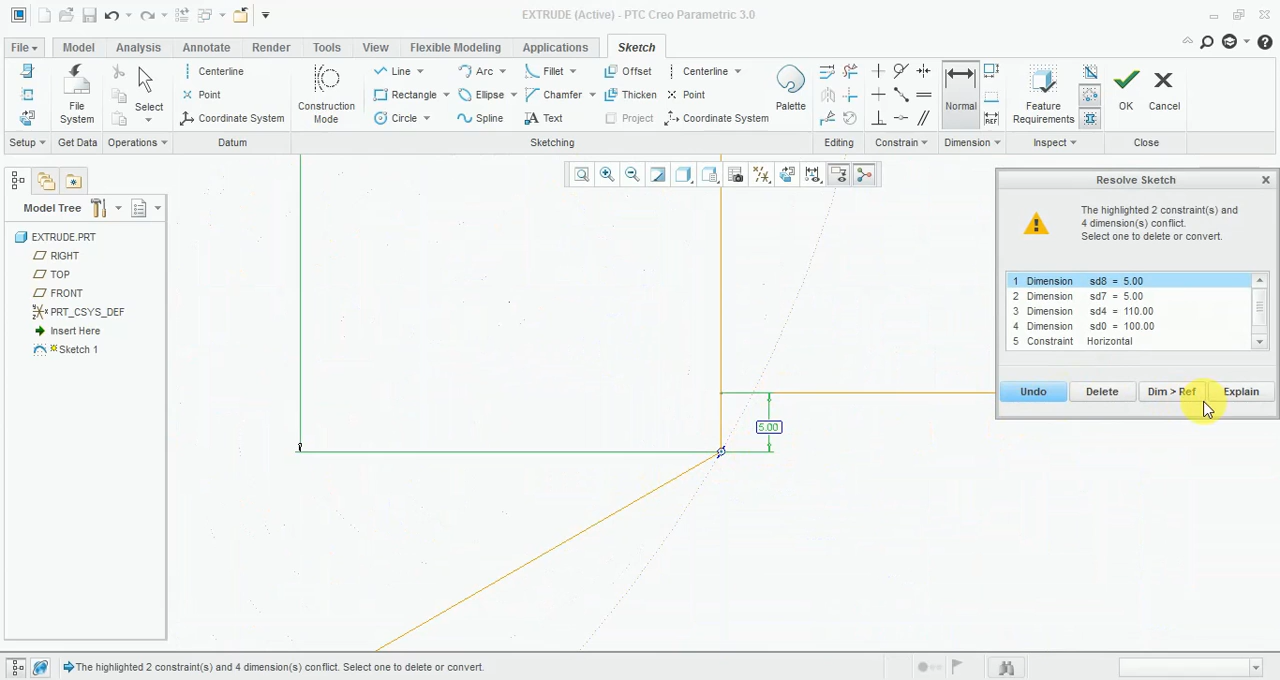 EXTRUDE (Active) - PTC Creo Parametric 3.0
File Model Analysis Annotate Render Tools View Flexible Modeling Applications Sketch
File System
Select
Centerline
Point
Coordinate System
Construction Mode
Line
Rectangle
Circle
Arc
Ellipse
Spline
Fillet
Chamfer
Text
Offset
Thicken
Project
Centerline
Point
Coordinate System
Palette
Normal
REF
Feature Requirements
OK
Cancel
Setup Get Data Operations Datum Sketching Editing Constrain Dimension Inspect Close
Model Tree
EXTRUDE.PRT
RIGHT
TOP
FRONT
PRT_CSYS_DEF
Insert Here
Sketch 1
5.00
Resolve Sketch
The highlighted 2 constraint(s) and
4 dimension(s) conflict.
Select one to delete or convert.
1 Dimension sd8 = 5.00
2 Dimension sd7 = 5.00
3 Dimension sd4 = 110.00
4 Dimension sd0 = 100.00
5 Constraint Horizontal
Undo Delete Dim > Ref Explain
The highlighted 2 constraint(s) and 4 dimension(s) conflict. Select one to delete or convert.